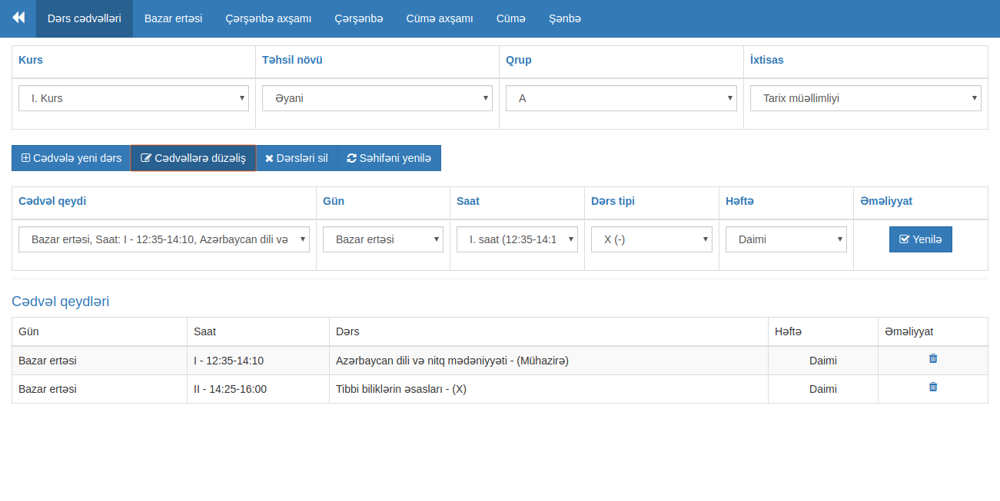 Dərs cədvəlləri Bazar ertəsi Çərşənbə axşamı Çərşənbə Cümə axşamı Cümə Şənbə
Kurs Təhsil növü Qrup İxtisas
I. Kurs Əyani A Tarix müəllimliyi
Cədvələ yeni dərs Cədvəllərə düzəliş Dərsləri sil Səhifəni yenilə
Cədvəl qeydi Gün Saat Dərs tipi Həftə Əməliyyat
Bazar ertəsi, Saat: I - 12:35-14:10, Azərbaycan dili və Bazar ertəsi I. saat (12:35-14:1 X (-) Daimi Yenilə
Cədvəl qeydləri
Gün Saat Dərs Həftə Əməliyyat
Bazar ertəsi I - 12:35-14:10 Azərbaycan dili və nitq mədəniyyəti - (Mühazirə) Daimi
Bazar ertəsi II - 14:25-16:00 Tibbi biliklərin əsasları - (X) Daimi